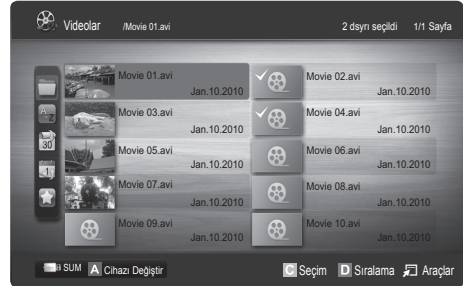 Videolar /Movie 01.avi 2 dsyrı seçildi 1/1 Sayfa
Movie 01.avi Movie 02.avi
Jan.10.2010 Jan.10.2010
Movie 03.avi Movie 04.avi
Jan.10.2010 Jan.10.2010
Movie 05.avi Movie 06.avi
Jan.10.2010 Jan.10.2010
Movie 07.avi Movie 08.avi
Jan.10.2010 Jan.10.2010
Movie 09.avi Movie 10.avi
Jan.10.2010 Jan.10.2010
SUM A Cihazı Değiştir C Seçim D Sıralama Araçlar